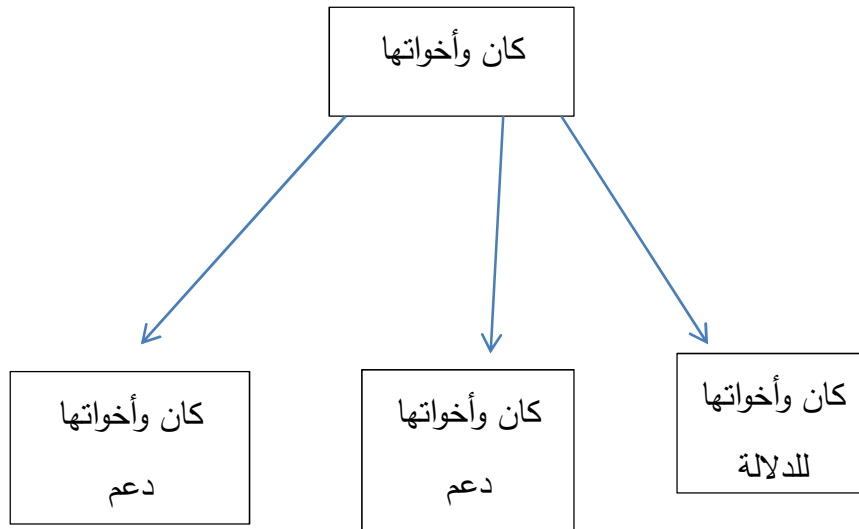 كان وأخواتها
كان وأخواتها
للدلالة
كان وأخواتها
دعم
كان وأخواتها
دعم